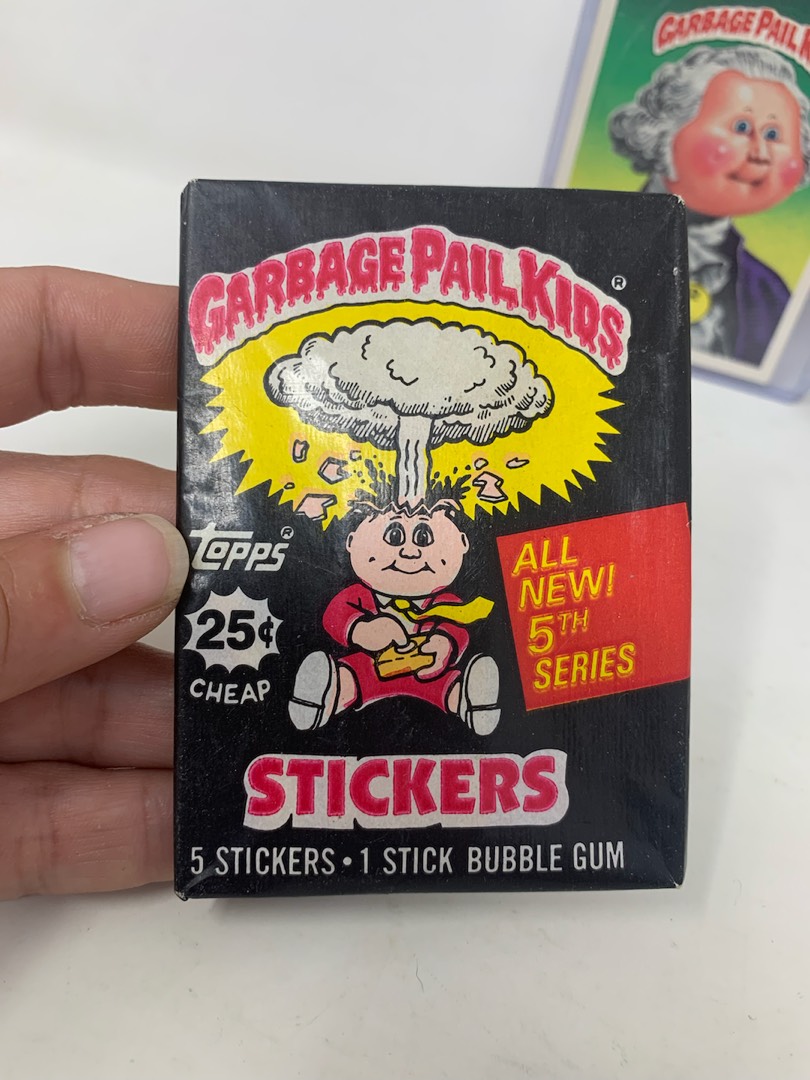 GARBAGE PAIL K
GARBAGE PAIL KIDS ®
TOPPS®
25¢
CHEAP
ALL
NEW!
5TH
SERIES
STICKERS
5 STICKERS • 1 STICK BUBBLE GUM